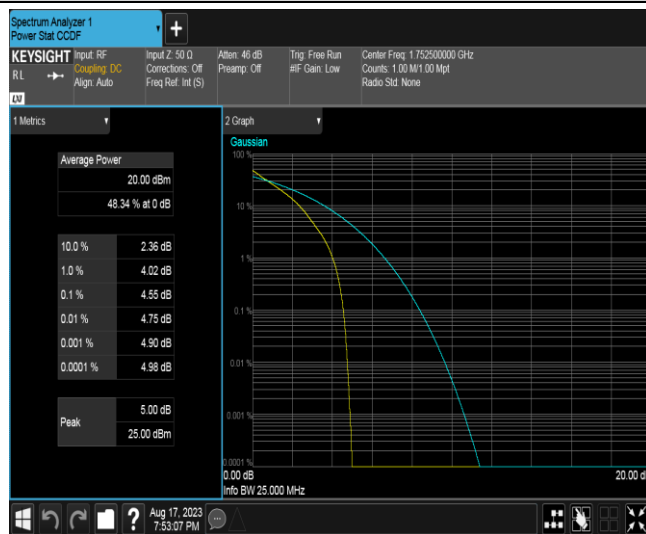 Spectrum Analyzer 1
Power Stat CCDF
+
KEYSIGHT
RL
LXI
Input: RF
Coupling: DC
Align: Auto
Input Z: 50 Ω
Corrections: Off
Freq Ref: Int (S)
Atten: 46 dB
Preamp: Off
Trig: Free Run
#IF Gain: Low
Center Freq: 1.752500000 GHz
Counts: 1.00 M/1.00 Mpt
Radio Std: None
1 Metrics
Average Power
20.00 dBm
48.34 % at 0 dB
10.0 % 2.36 dB
1.0 % 4.02 dB
0.1 % 4.55 dB
0.01 % 4.75 dB
0.001 % 4.90 dB
0.0001 % 4.98 dB
Peak
5.00 dB
25.00 dBm
2 Graph
Gaussian
100 %
10 %
1 %
0.1 %
0.01 %
0.001 %
0.0001 %
0.00 dB
20.00 d
Info BW 25.000 MHz
?
Aug 17, 2023
7:53:07 PM